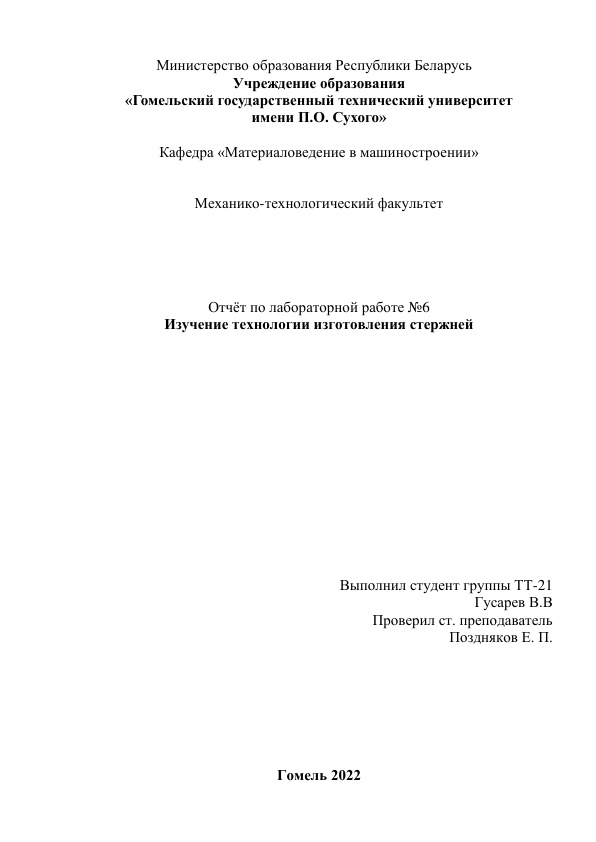 Министерство образования Республики Беларусь
Учреждение образования
«Гомельский государственный технический университет
имени П.О. Сухого»
Кафедра «Материаловедение в машиностроении»
Механико-технологический факультет
Отчёт по лабораторной работе №6
Изучение технологии изготовления стержней
Выполнил студент группы ТТ-21
Гусарев В.В
Проверил ст. преподаватель
Поздняков Е. П.
Гомель 2022